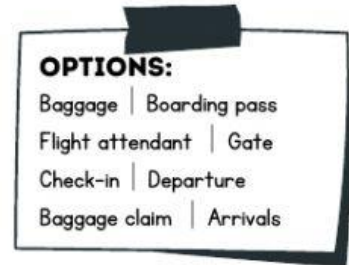 OPTIONS:
Baggage | Boarding pass
Flight attendant | Gate
Check-in | Departure
Baggage claim | Arrivals